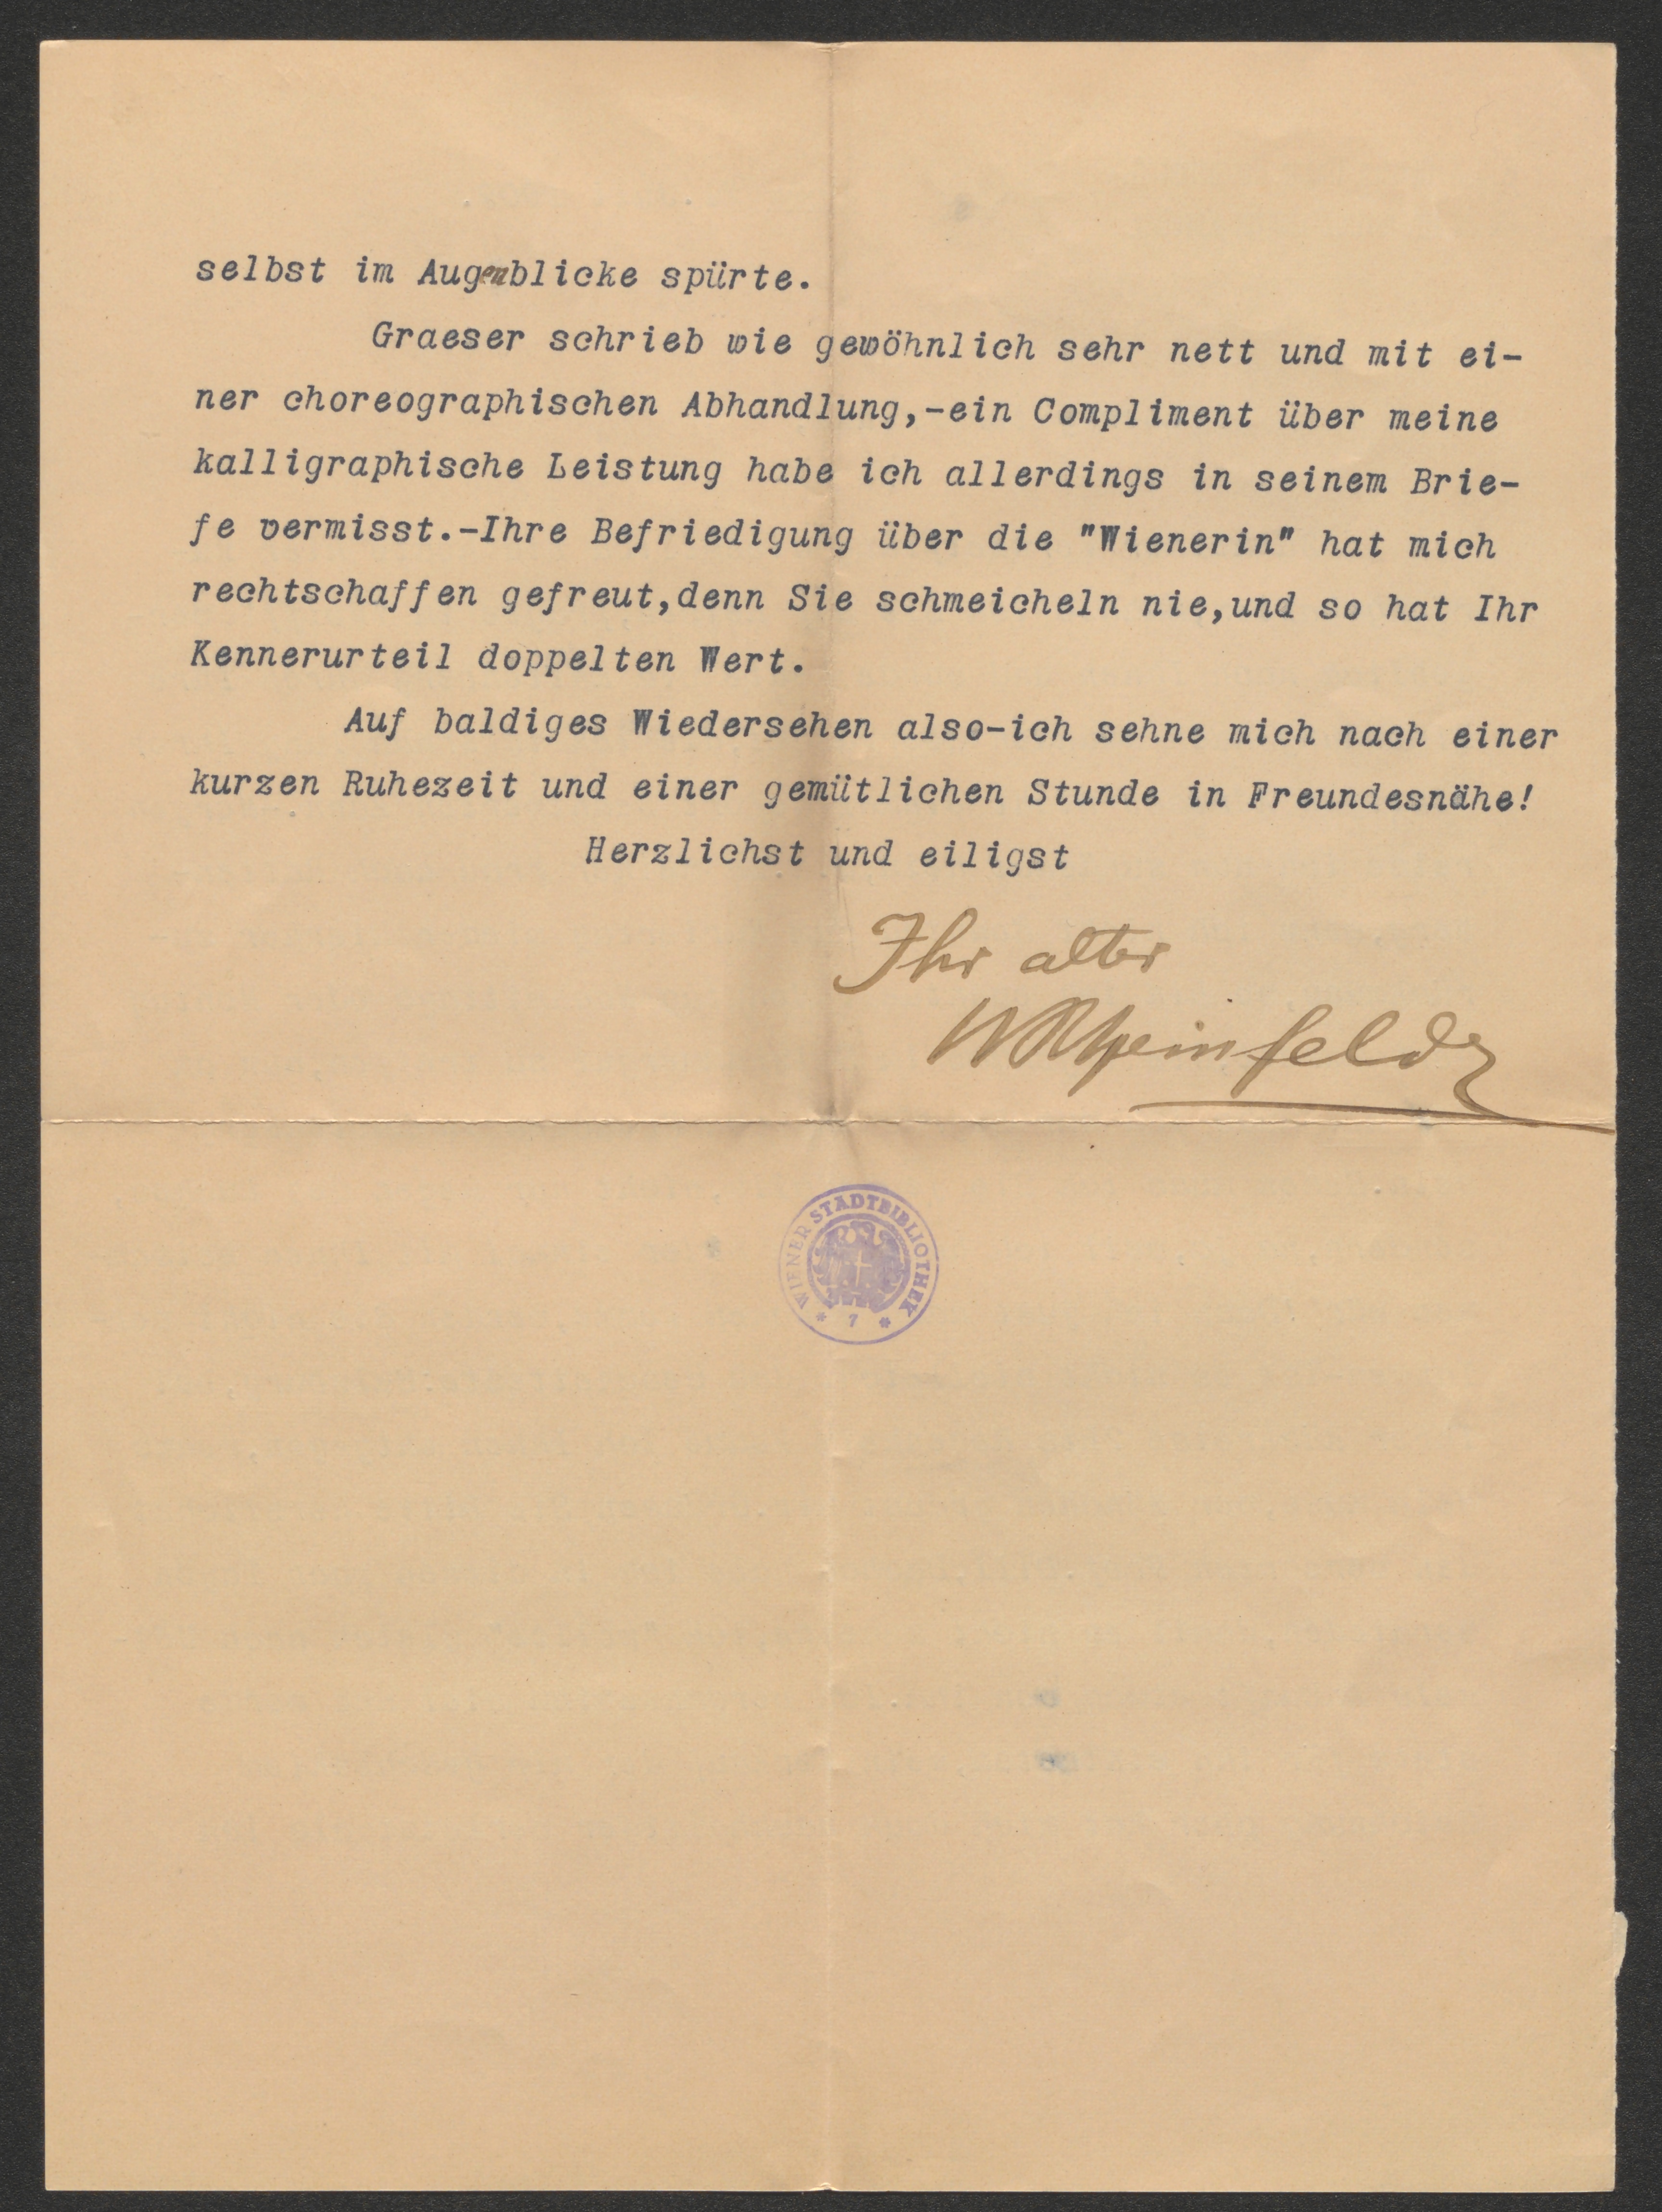 selbst im Augenblicke spürte.
Graeser schrieb wie gewöhnlich sehr nett und mit ei-
ner choreographischen Abhandlung,-ein Compliment über meine
kalligraphische Leistung habe ich allerdings in seinem Brie-
fe vermisst.-Ihre Befriedigung über die "Wienerin" hat mich
rechtschaffen gefreut,denn Sie schmeicheln nie,und so hat Ihr
Kennerurteil doppelten Wert.
Auf baldiges Wiedersehen also-ich sehne mich nach einer
kurzen Ruhezeit und einer gemütlichen Stunde in Freundesnähe!
Herzlichst und eiligst
Ihr alter
WRheinfelder
WIENER STADTBIBLIOTHEK
* 7 *